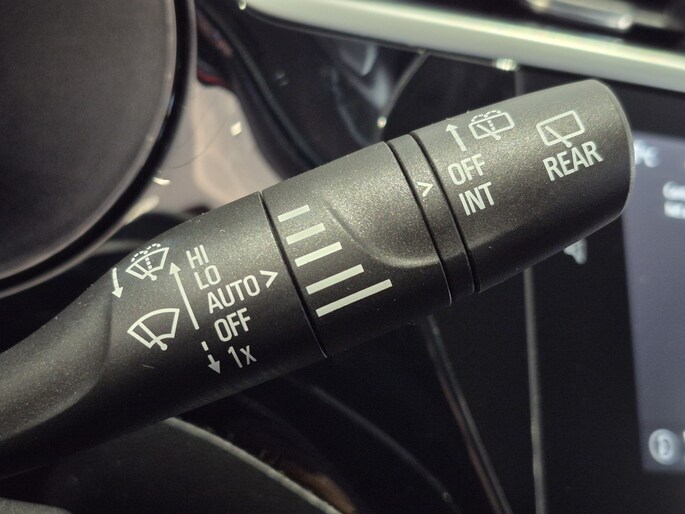 HI
LO
AUTO >
OFF
1x
>
OFF
INT
REAR